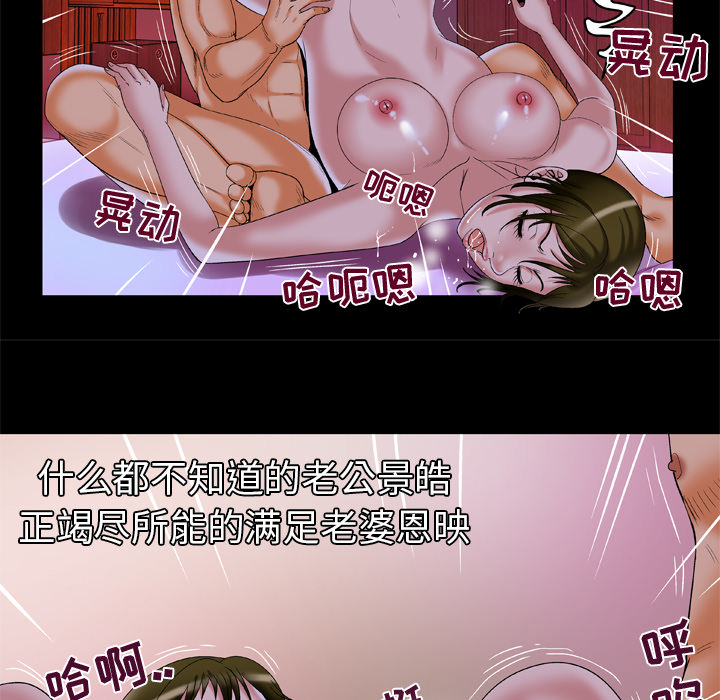 晃动
呃嗯
晃动
哈呃嗯
哈嗯
什么都不知道的老公景皓
正竭尽所能的满足老婆恩映
哈啊..
呼